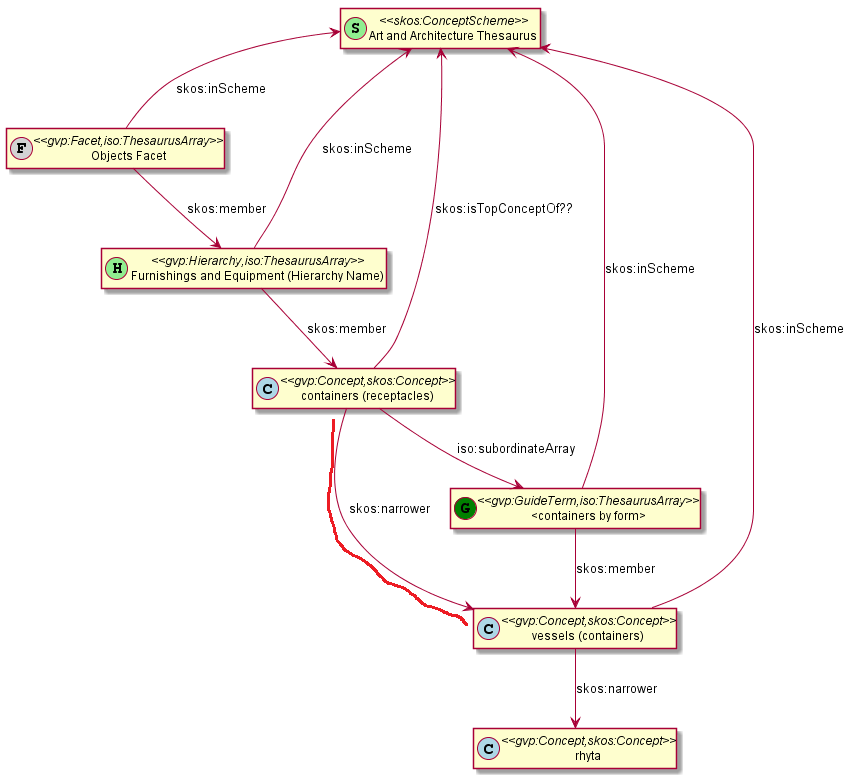 S <<skos:ConceptScheme>>
Art and Architecture Thesaurus
skos:inScheme
F <<gvp:Facet,iso:ThesaurusArray>>
Objects Facet
skos:inScheme
skos:member
skos:isTopConceptOf??
H <<gvp:Hierarchy,iso:ThesaurusArray>>
Furnishings and Equipment (Hierarchy Name)
skos:inScheme
skos:member
skos:inScheme
C <<gvp:Concept,skos:Concept>>
containers (receptacles)
iso:subordinateArray
skos:narrower
G <<gvp:GuideTerm,iso:ThesaurusArray>>
<containers by form>
skos:member
C <<gvp:Concept,skos:Concept>>
vessels (containers)
skos:narrower
C <<gvp:Concept,skos:Concept>>
rhyta